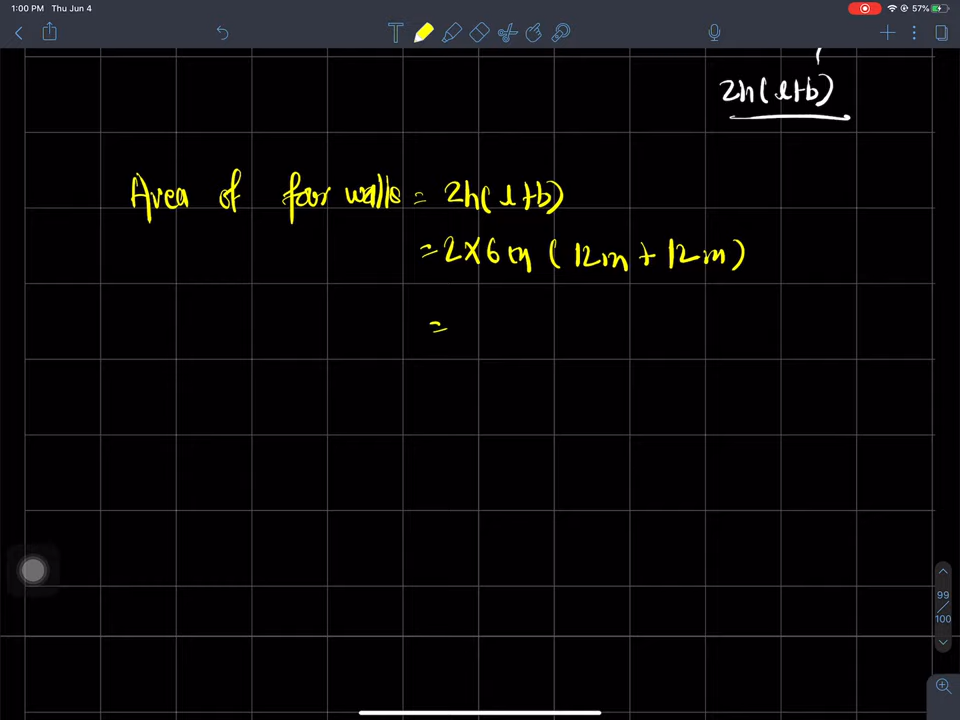 1:00 PM Thu Jun 4
57%
T
2h(l+b)
Area of four walls = 2h(l+b)
= 2×6m (12m + 12m)
=
99
100